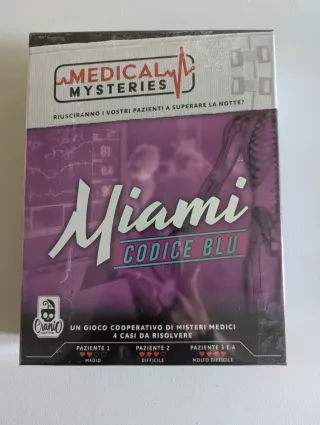 MEDICAL
MYSTERIES
RIUSCIRANNO I VOSTRI PAZIENTI A SUPERARE LA NOTTE?
Miami
CODICE BLU
Cranio
UN GIOCO COOPERATIVO DI MISTERI MEDICI
4 CASI DA RISOLVERE
PAZIENTE 1 PAZIENTE 2 PAZIENTE 3 E 4
MEDIO DIFFICILE MOLTO DIFFICILE